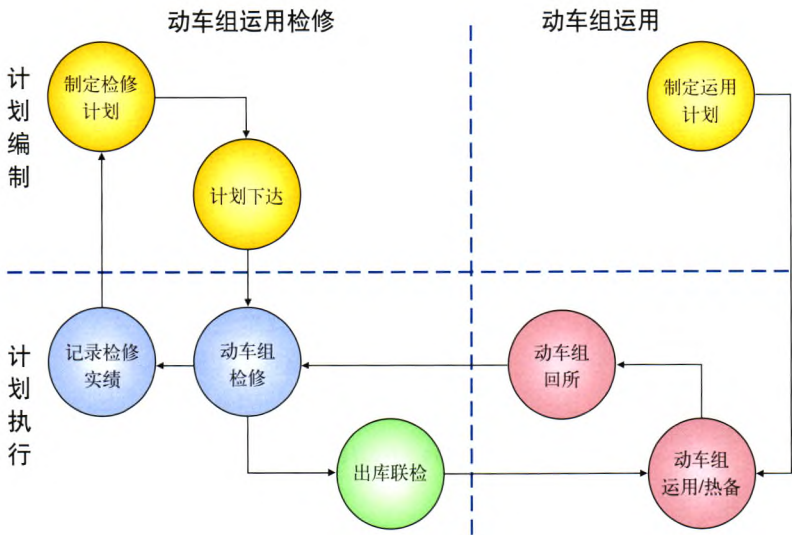 动车组运用检修
动车组运用
计划编制
制定检修
计划
制定运用
计划
计划下达
计划执行
记录检修
实绩
动车组
检修
动车组
回所
出库联检
动车组
运用/热备